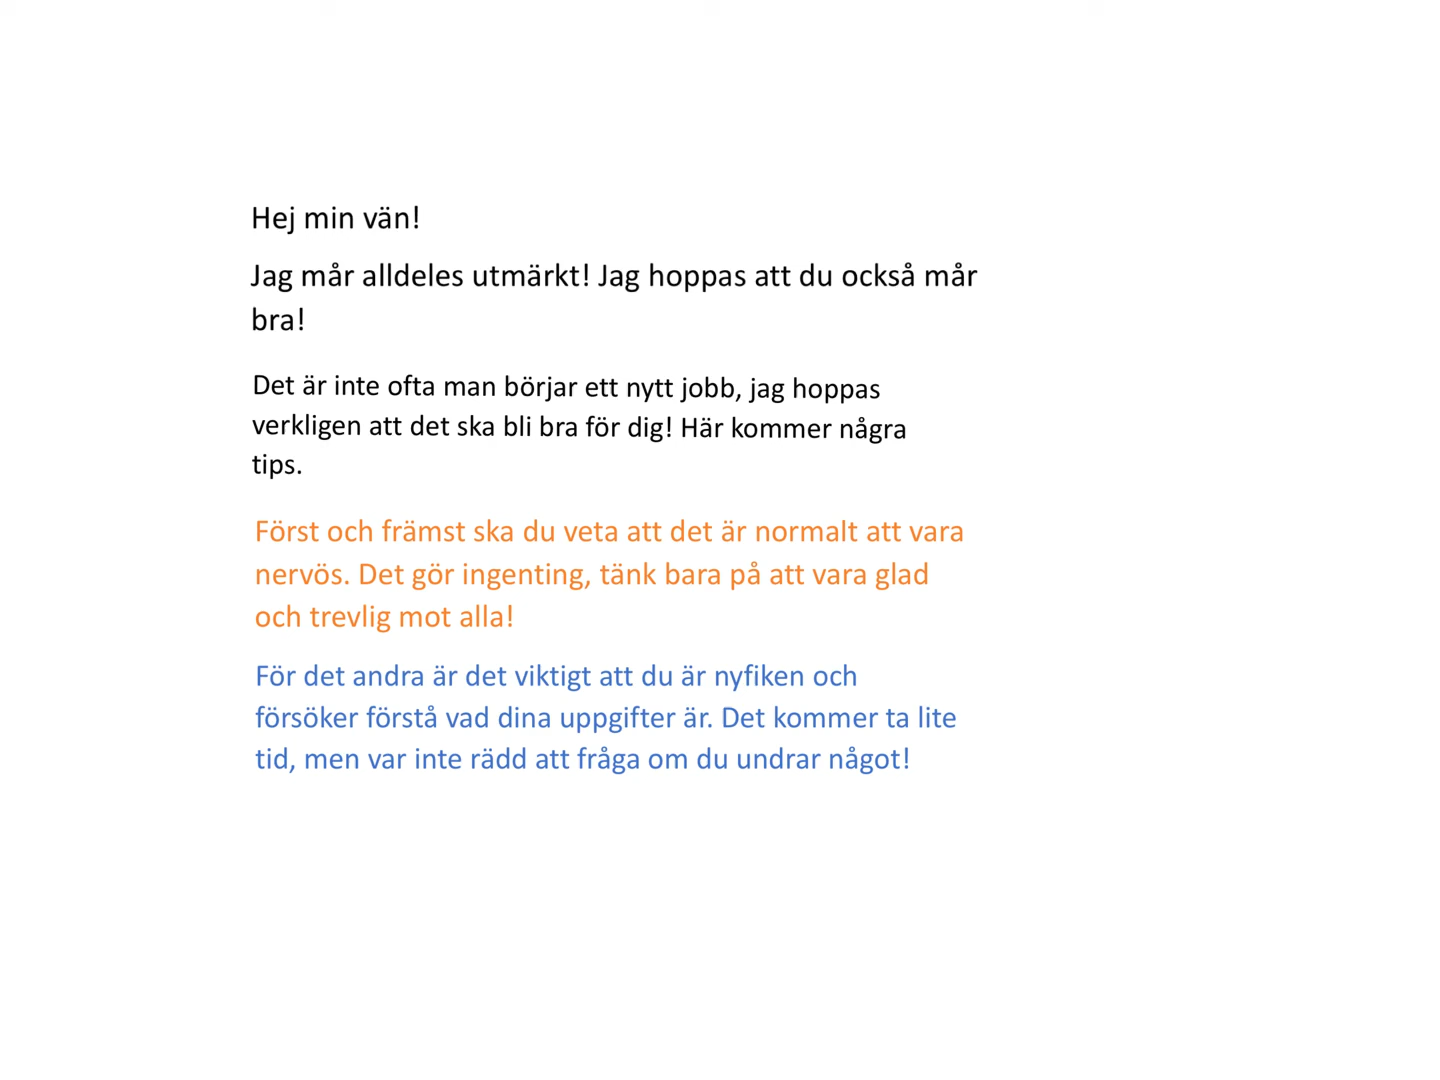 Hej min vän!
Jag mår alldeles utmärkt! Jag hoppas att du också mår
bra!
Det är inte ofta man börjar ett nytt jobb, jag hoppas
verkligen att det ska bli bra för dig! Här kommer några
tips.
Först och främst ska du veta att det är normalt att vara
nervös. Det gör ingenting, tänk bara på att vara glad
och trevlig mot alla!
För det andra är det viktigt att du är nyfiken och
försöker förstå vad dina uppgifter är. Det kommer ta lite
tid, men var inte rädd att fråga om du undrar något!